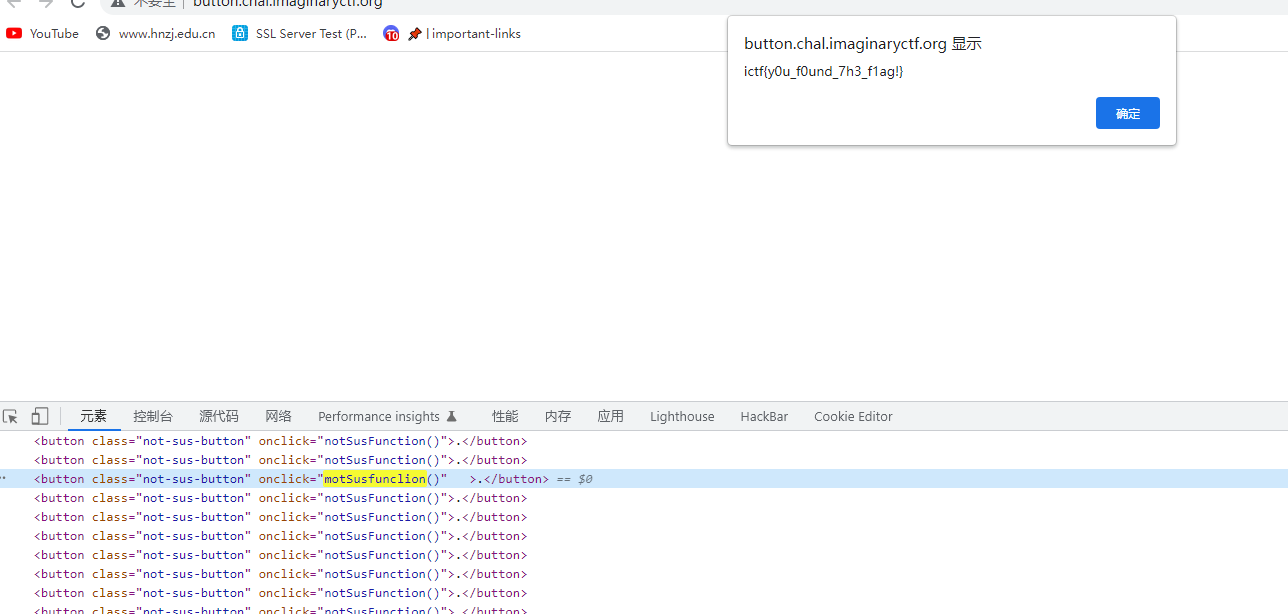 不安全 | button.chal.imaginaryctf.org
YouTube www.hnzj.edu.cn SSL Server Test (P... 10 | important-links
button.chal.imaginaryctf.org 显示
ictf{y0u_f0und_7h3_f1ag!}
确定
元素 控制台 源代码 网络 Performance insights 性能 内存 应用 Lighthouse HackBar Cookie Editor
<button class="not-sus-button" onclick="notSusFunction()">.</button>
<button class="not-sus-button" onclick="notSusFunction()">.</button>
<button class="not-sus-button" onclick="motSusfunclion()" >.</button> == $0
<button class="not-sus-button" onclick="notSusFunction()">.</button>
<button class="not-sus-button" onclick="notSusFunction()">.</button>
<button class="not-sus-button" onclick="notSusFunction()">.</button>
<button class="not-sus-button" onclick="notSusFunction()">.</button>
<button class="not-sus-button" onclick="notSusFunction()">.</button>
<button class="not-sus-button" onclick="notSusFunction()">.</button>
<button class="not-sus-button" onclick="notSusFunction()">.</button>